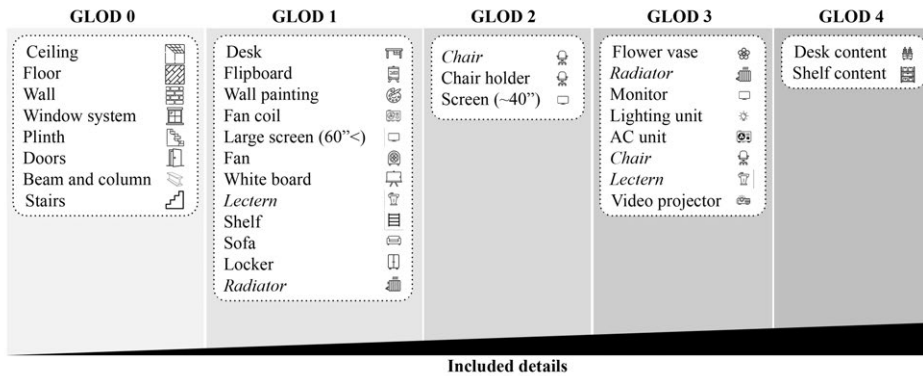 GLOD 0
Ceiling
Floor
Wall
Window system
Plinth
Doors
Beam and column
Stairs
GLOD 1
Desk
Flipboard
Wall painting
Fan coil
Large screen (60”<)
Fan
White board
Lectern
Shelf
Sofa
Locker
Radiator
GLOD 2
Chair
Chair holder
Screen (~40”)
GLOD 3
Flower vase
Radiator
Monitor
Lighting unit
AC unit
Chair
Lectern
Video projector
GLOD 4
Desk content
Shelf content
Included details